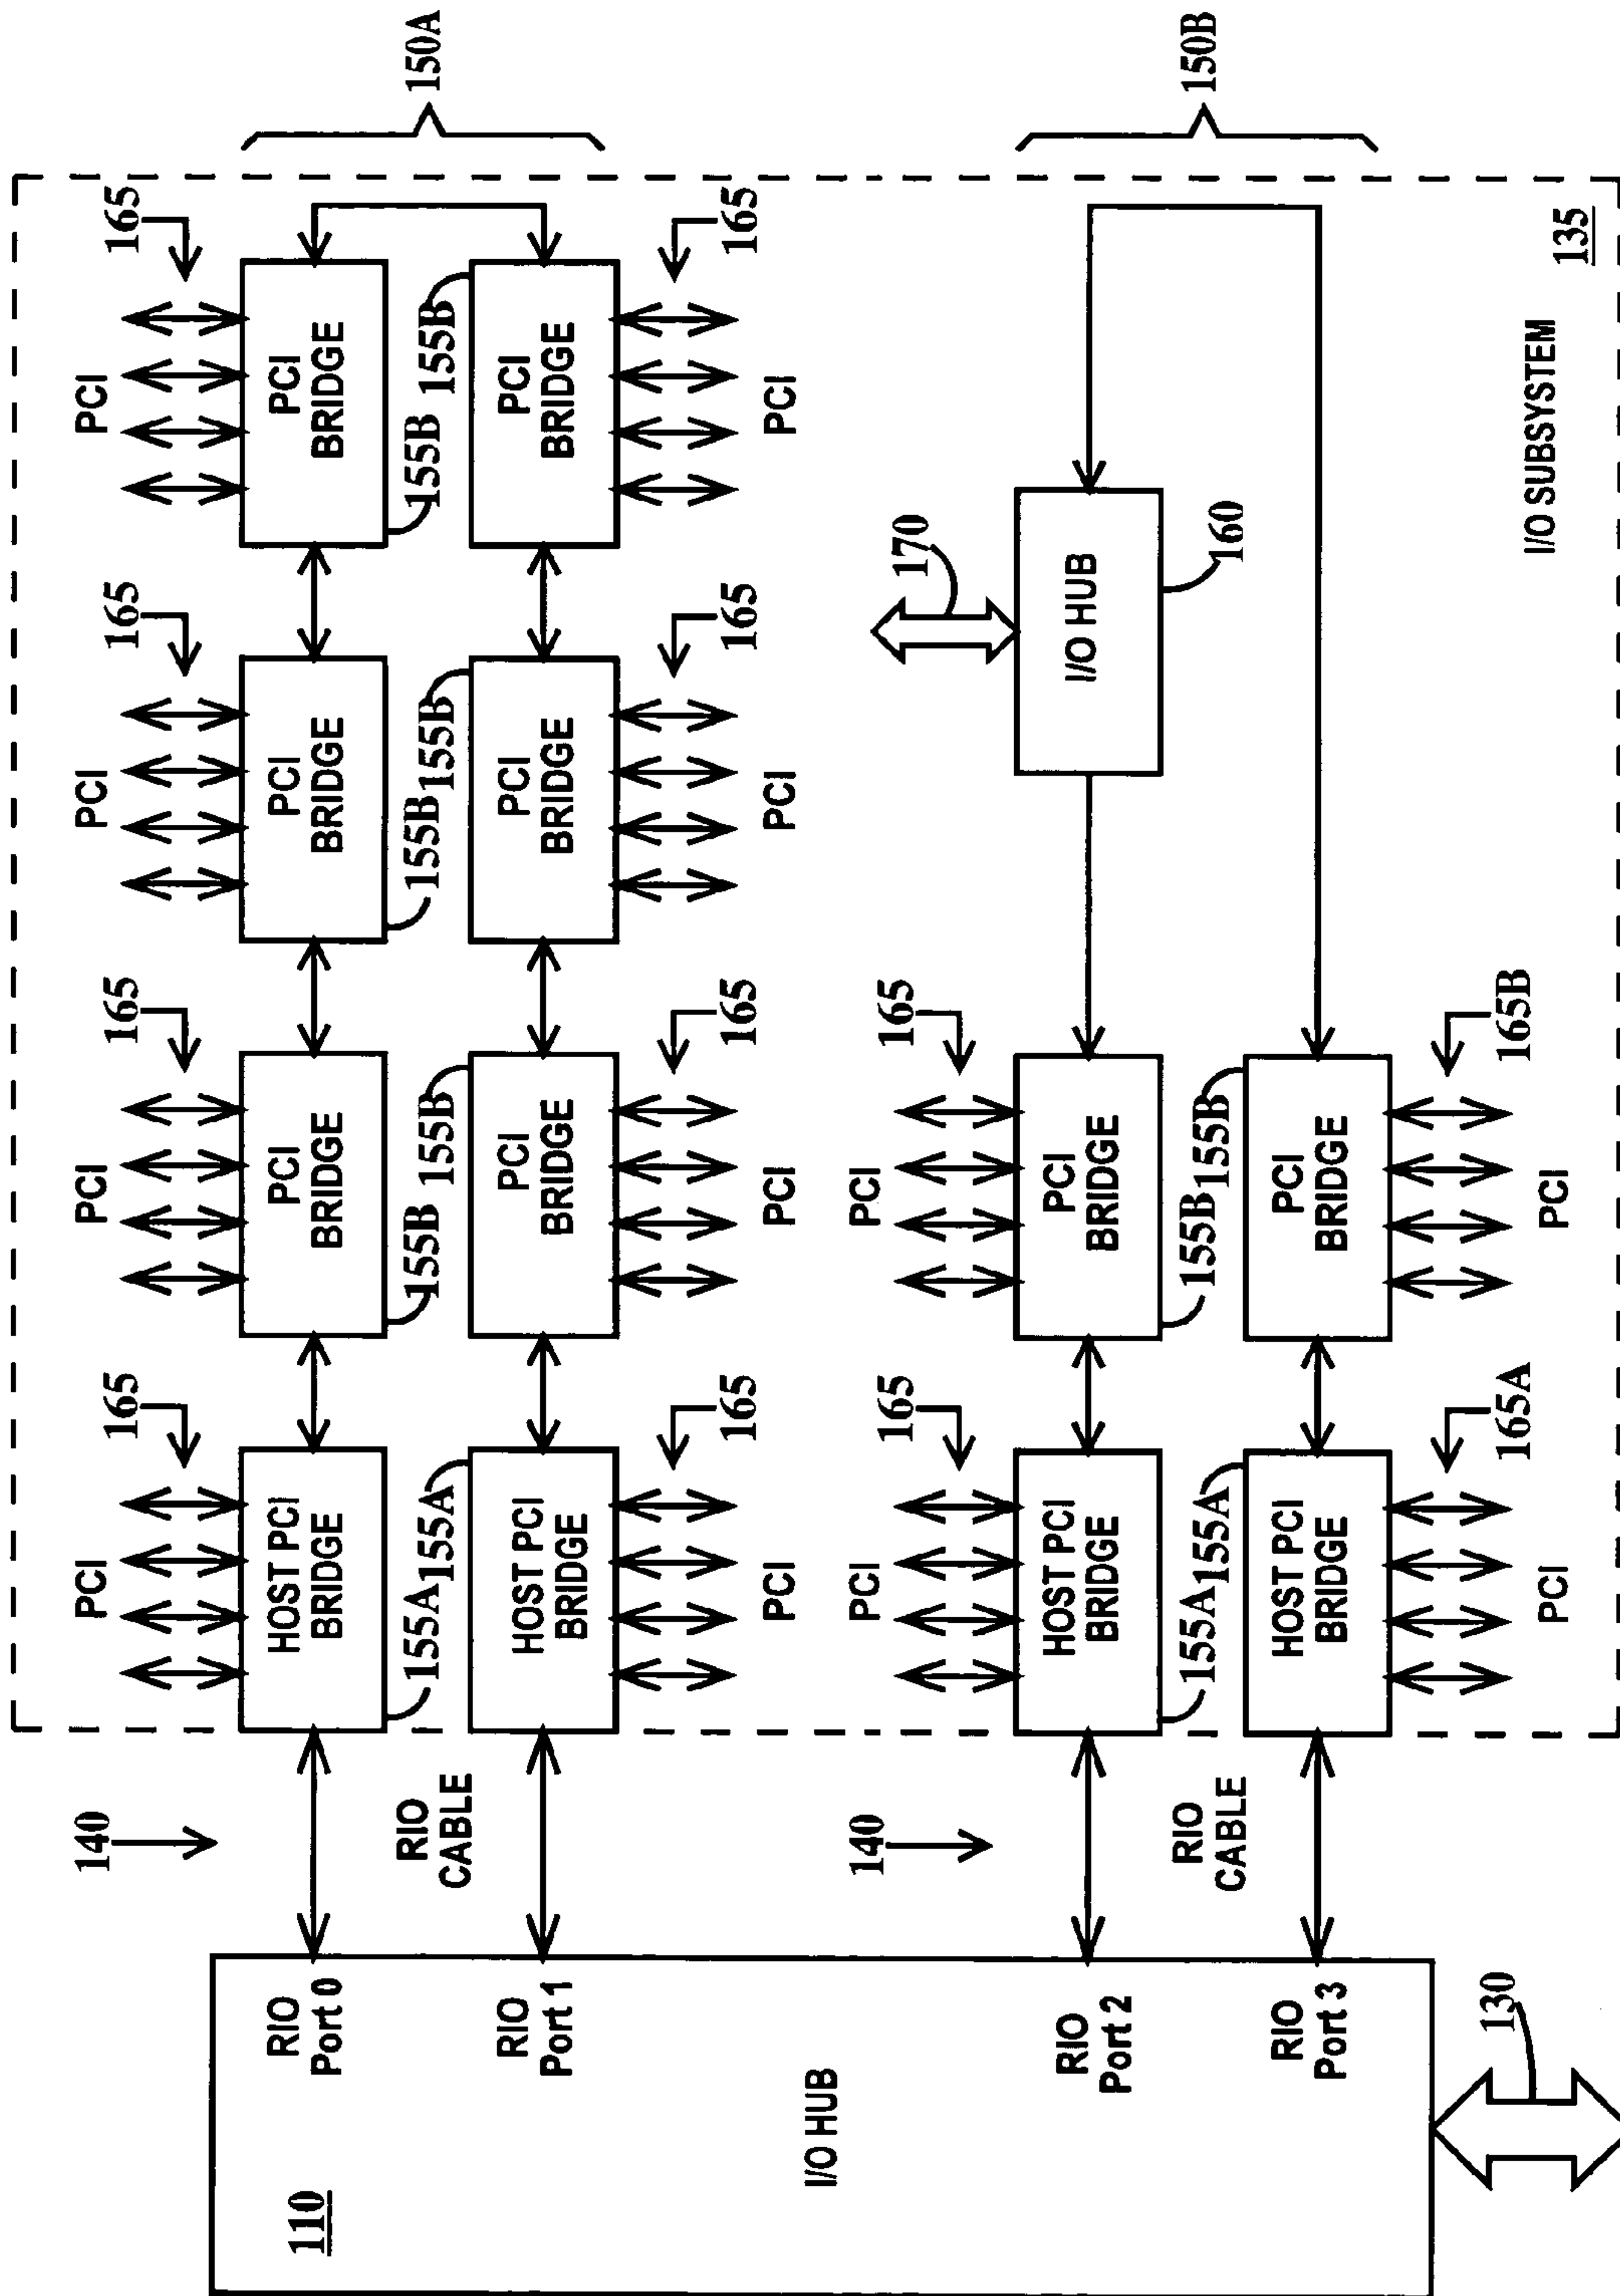 140
PCI
165
PCI
165
PCI
165
PCI
165
110
RIO
Port 0
HOST PCI
BRIDGE
PCI
BRIDGE
PCI
BRIDGE
PCI
BRIDGE
150A
RIO
CABLE
155A
155A
155B
155B
155B
155B
155B
155B
RIO
Port 1
HOST PCI
BRIDGE
PCI
BRIDGE
PCI
BRIDGE
PCI
BRIDGE
165
165
165
165
PCI
PCI
PCI
PCI
I/O HUB
140
PCI
165
PCI
165
170
RIO
Port 2
HOST PCI
BRIDGE
PCI
BRIDGE
I/O HUB
150B
RIO
CABLE
155A
155A
155B
155B
160
RIO
Port 3
HOST PCI
BRIDGE
PCI
BRIDGE
130
165A
165B
PCI
PCI
I/O SUBSYSTEM
135